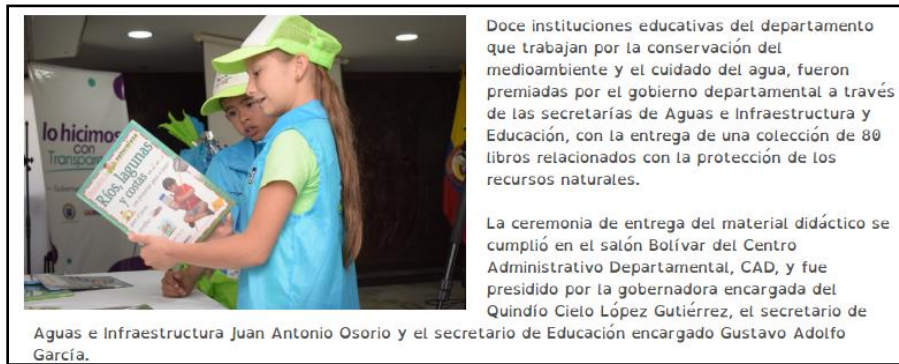 lo hicimos
con
Transpare
Gobern
Ríos, lagunas
y costas
Doce instituciones educativas del departamento
que trabajan por la conservación del
medioambiente y el cuidado del agua, fueron
premiadas por el gobierno departamental a través
de las secretarías de Aguas e Infraestructura y
Educación, con la entrega de una colección de 80
libros relacionados con la protección de los
recursos naturales.
La ceremonia de entrega del material didáctico se
cumplió en el salón Bolívar del Centro
Administrativo Departamental, CAD, y fue
presidido por la gobernadora encargada del
Quindío Cielo López Gutiérrez, el secretario de
Aguas e Infraestructura Juan Antonio Osorio y el secretario de Educación encargado Gustavo Adolfo
García.